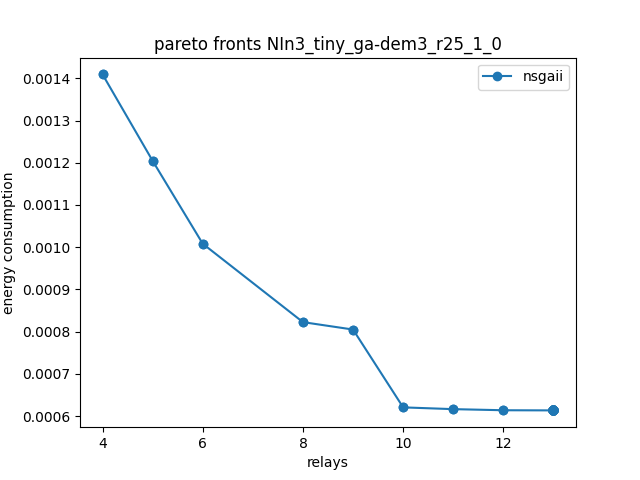 pareto fronts NIn3_tiny_ga-dem3_r25_1_0
nsgaii
0.0014
0.0013
0.0012
0.0011
0.0010
0.0009
0.0008
0.0007
0.0006
energy consumption
4 6 8 10 12
relays